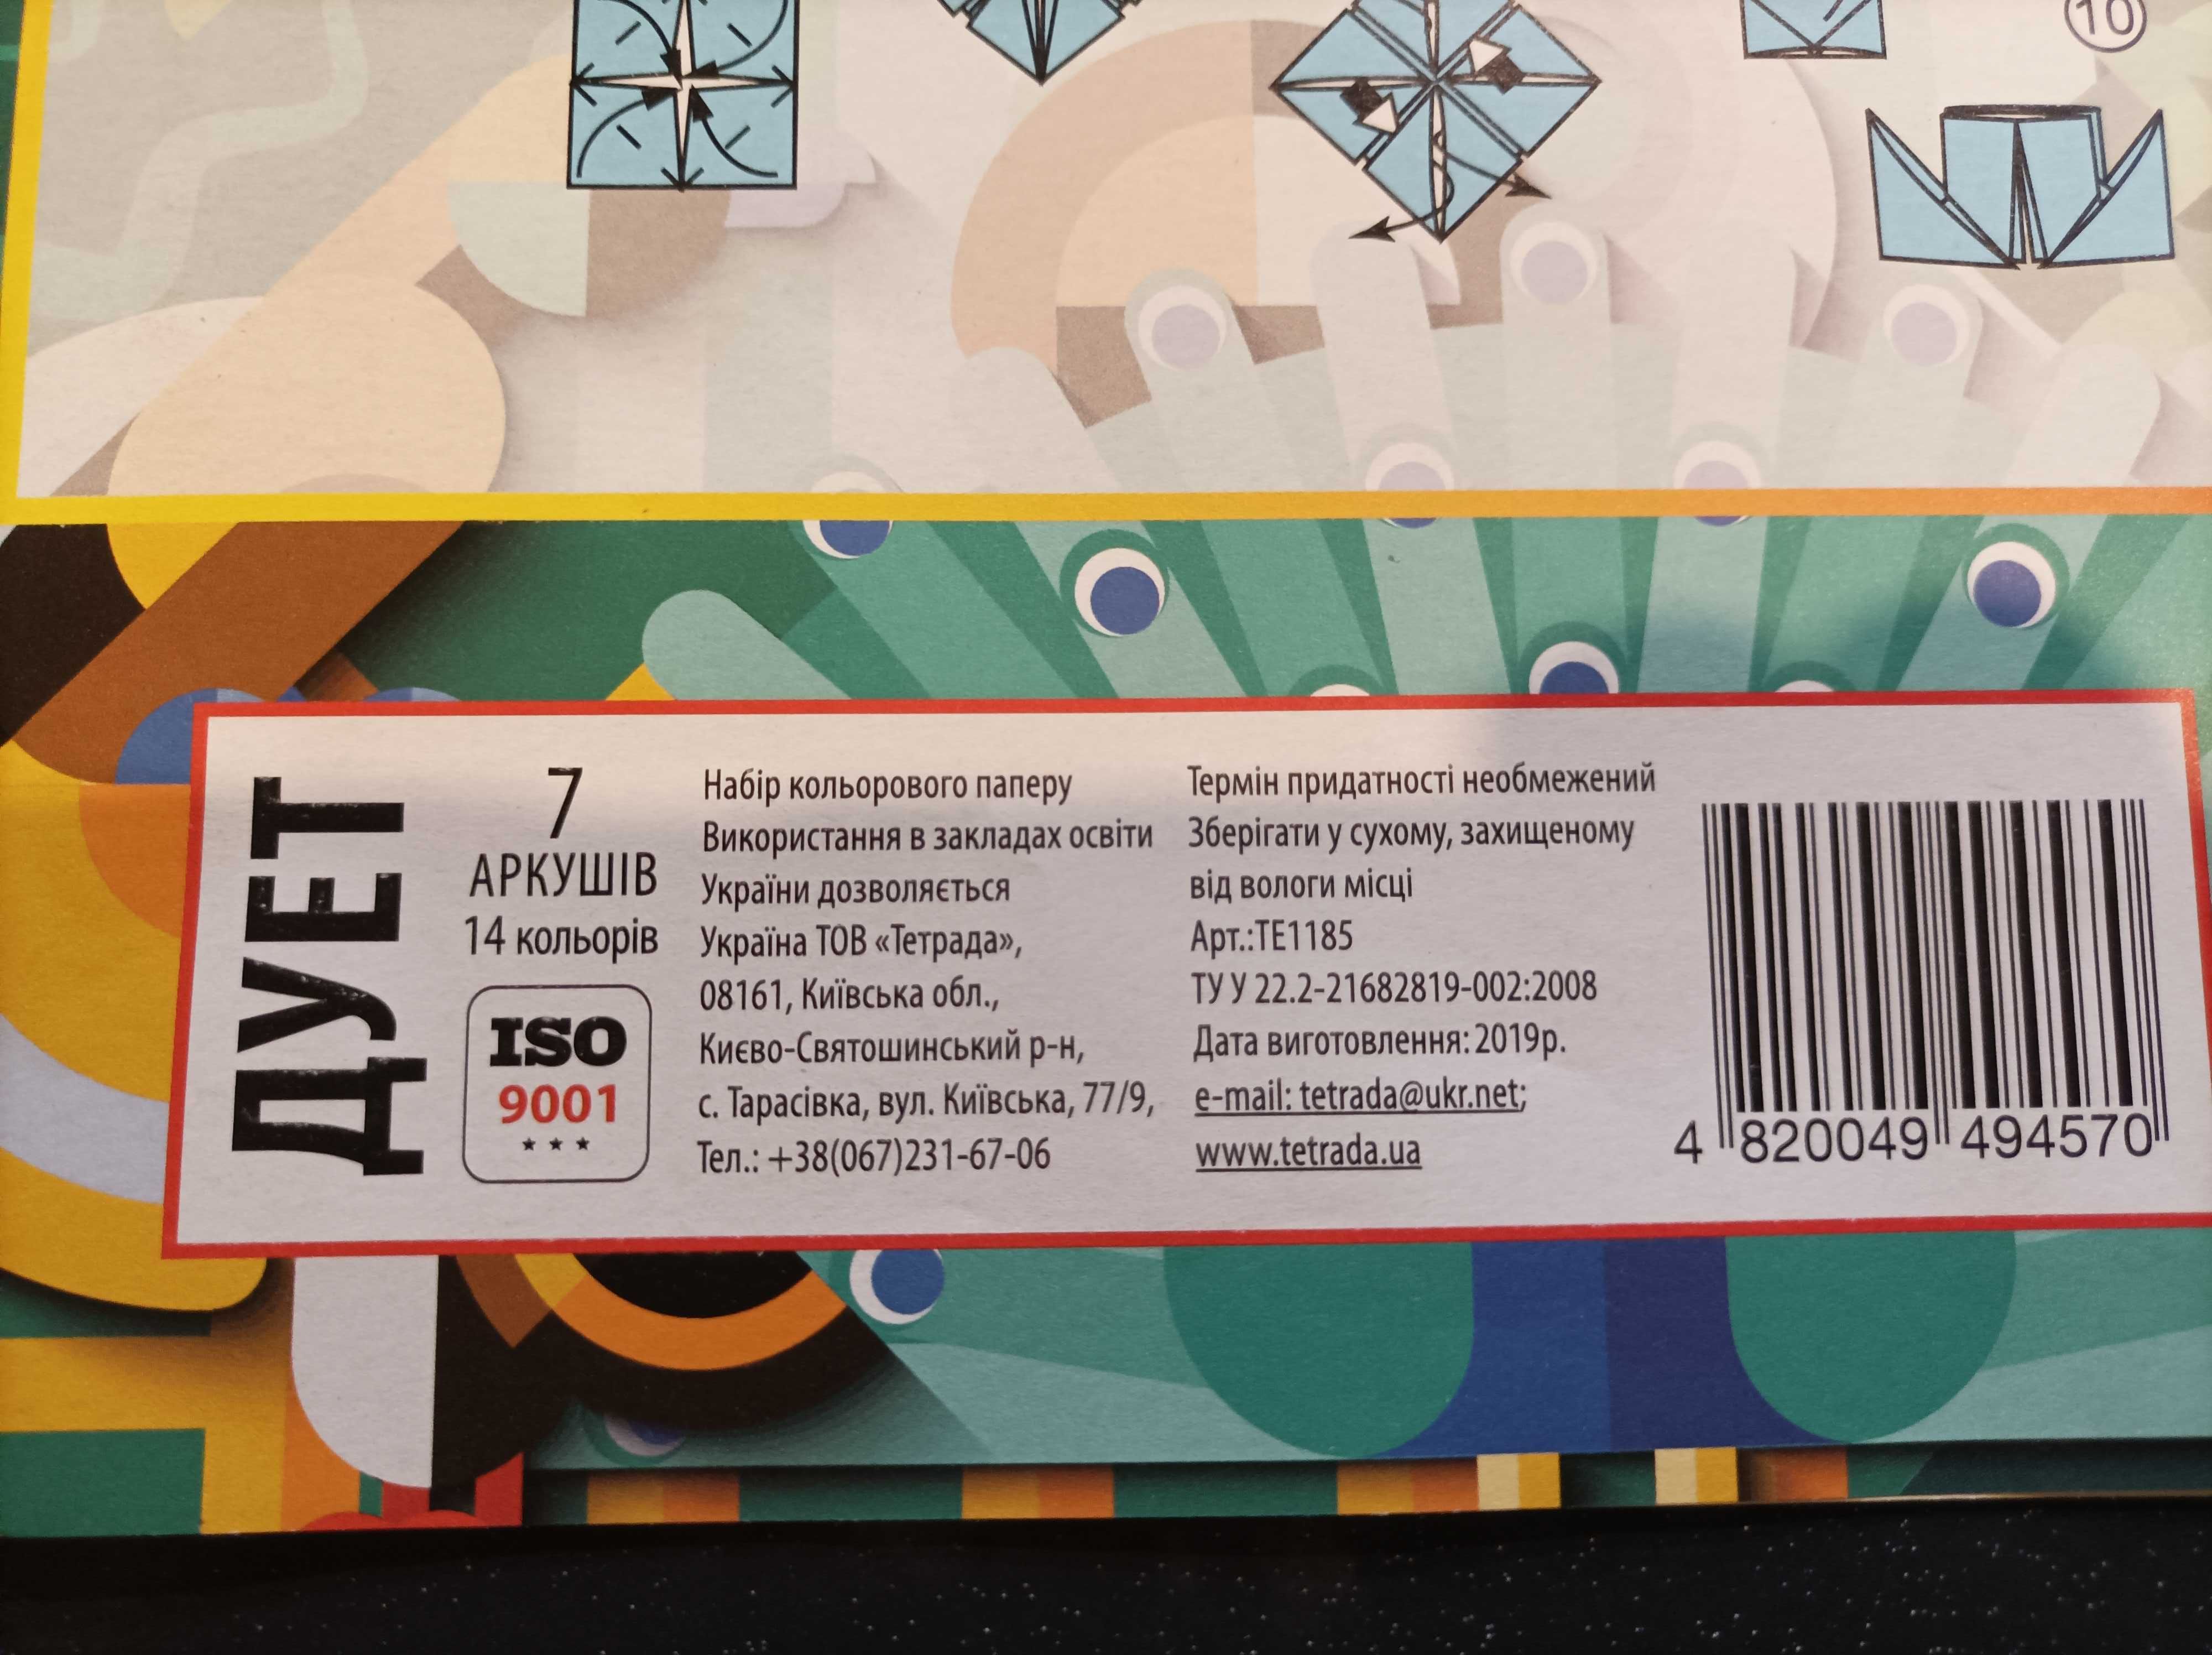 10
ДУЕТ
7
АРКУШІВ
14 кольорів
ISO
9001
Набір кольорового паперу
Використання в закладах освіти
України дозволяється
Україна ТОВ «Тетрада»,
08161, Київська обл.,
Києво-Святошинський р-н,
с. Тарасівка, вул. Київська, 77/9,
Тел.: +38(067)231-67-06
Термін придатності необмежений
Зберігати у сухому, захищеному
від вологи місці
Арт.:ТЕ1185
ТУ У 22.2-21682819-002:2008
Дата виготовлення: 2019р.
e-mail: tetrada@ukr.net;
www.tetrada.ua
4 820049 494570